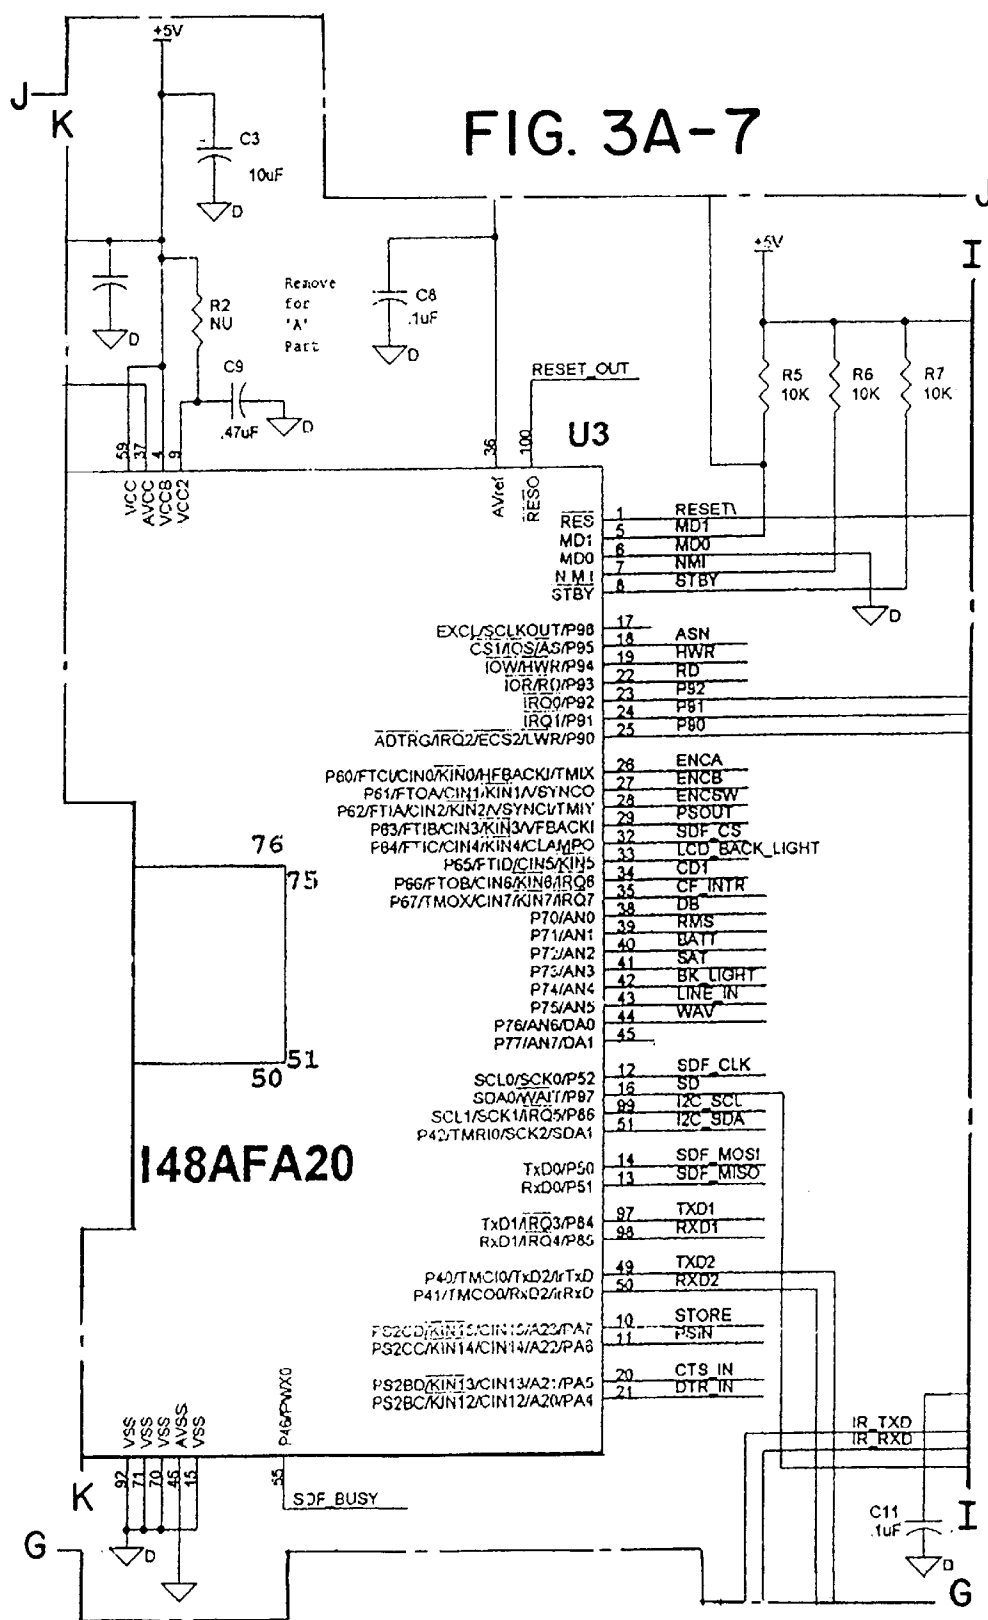 +5V
J
K
FIG. 3A-7
C3
10uF
D
J
+5V
I
D
R2
NU
Remove
for
'A'
Part
C8
.1uF
D
R5
10K
R6
10K
R7
10K
C9
.47uF
D
RESET_OUT
U3
59
37
4
9
36
100
VCC
AVCC
VCCB
VCC2
AVref
RESO
RES 1 RESET\
MD1 5 MD1
MD0 6 MD0
NMI 7 NMI
STBY 8 STBY
D
EXCL/SCLKOUT/P96 17
CS1/IOS/AS/P95 18 ASN
IOW/HWR/P94 19 HWR
IOR/RD/P93 22 RD
IRQ0/P92 23 P92
IRQ1/P91 24 P91
ADTRG/IRQ2/ECS2/LWR/P90 25 P90
P60/FTCI/CIN0/KIN0/HFBACKI/TMIX 26 ENCA
P61/FTOA/CIN1/KIN1/VSYNCO 27 ENCB
P62/FTIA/CIN2/KIN2/VSYNCI/TMIY 28 ENCSW
P63/FTIB/CIN3/KIN3/VFBACKI 29 PSOUT
P64/FTIC/CIN4/KIN4/CLAMPO 32 SDF_CS
P65/FTID/CIN5/KIN5 33 LCD_BACK_LIGHT
P66/FTOB/CIN6/KIN6/IRQ6 34 CD1
P67/TMOX/CIN7/KIN7/IRQ7 35 CF_INTR
P70/AN0 38 DB
P71/AN1 39 RMS
P72/AN2 40 BATT
P73/AN3 41 SAT
P74/AN4 42 BK_LIGHT
P75/AN5 43 LINE_IN
P76/AN6/DA0 44 WAV
P77/AN7/DA1 45
76
75
51
50
SCL0/SCK0/P52 12 SDF_CLK
SDA0/WAIT/P97 16 SD
SCL1/SCK1/IRQ5/P86 99 I2C_SCL
P42/TMRI0/SCK2/SDA1 51 I2C_SDA
I48AFA20
TxD0/P50 14 SDF_MOSI
RxD0/P51 13 SDF_MISO
TxD1/IRQ3/P84 97 TXD1
RxD1/IRQ4/P85 98 RXD1
P40/TMCI0/TxD2/IrTxD 49 TXD2
P41/TMCO0/RxD2/IrRxD 50 RXD2
PS2CD/KIN15/CIN15/A23/PA7 10 STORE
PS2CC/KIN14/CIN14/A22/PA6 11 PSIN
PS2BD/KIN13/CIN13/A21/PA5 20 CTS_IN
PS2BC/KIN12/CIN12/A20/PA4 21 DTR_IN
VSS
VSS
VSS
AVSS
VSS
P46/PWX0
IR_TXD
IR_RXD
92
71
70
46
15
55
K
SDF_BUSY
C11
.1uF
I
G
D
D
G